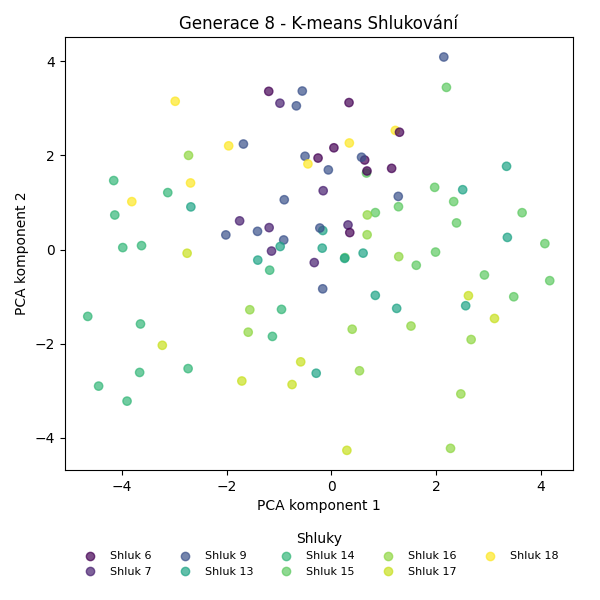 Generace 8 - K-means Shlukování
PCA komponent 2
4
2
0
−2
−4
−4 −2 0 2 4
PCA komponent 1
Shluky
Shluk 6 Shluk 9 Shluk 14 Shluk 16 Shluk 18
Shluk 7 Shluk 13 Shluk 15 Shluk 17